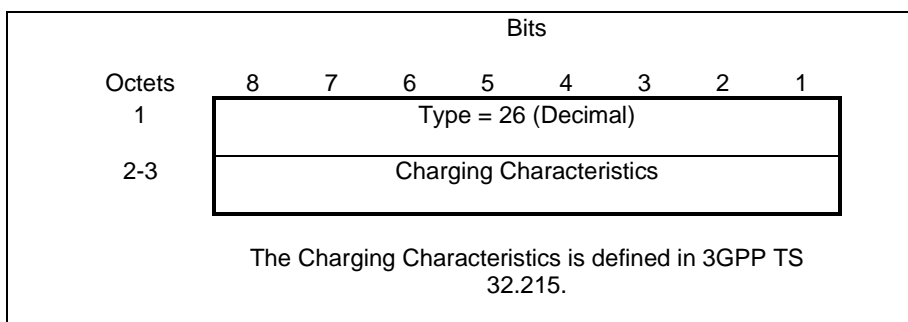 Bits
Octets 8 7 6 5 4 3 2 1
1 Type = 26 (Decimal)
2-3 Charging Characteristics
The Charging Characteristics is defined in 3GPP TS
32.215.